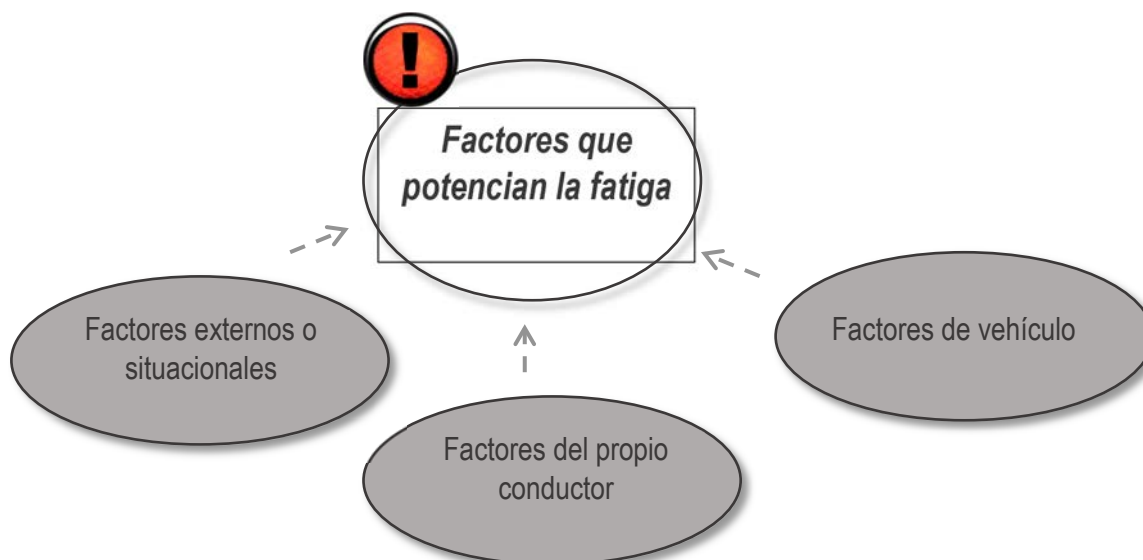 Factores que
potencian la fatiga
Factores externos o
situacionales
Factores de vehículo
Factores del propio
conductor